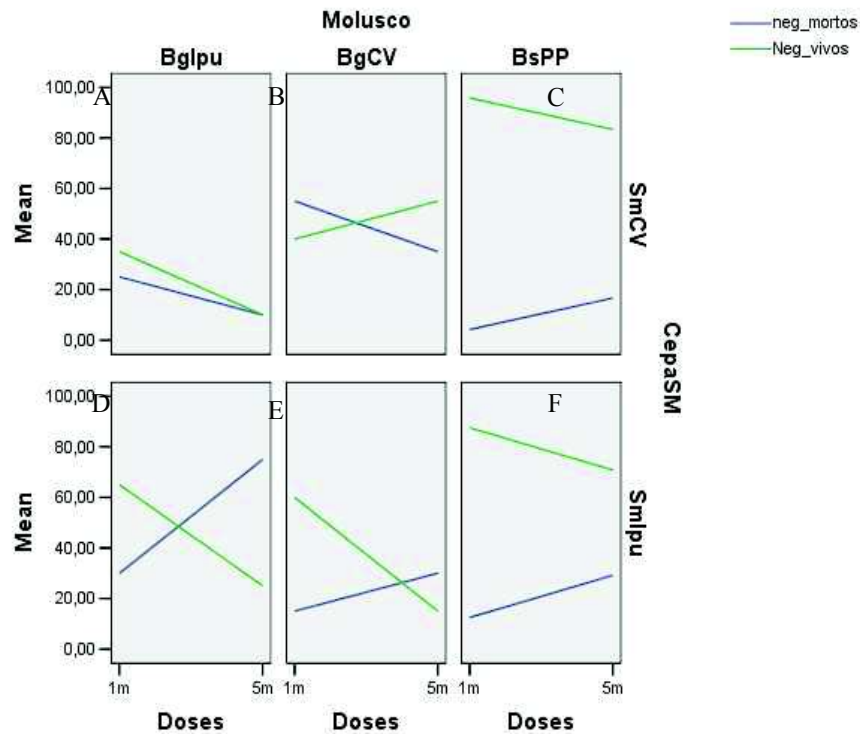 Molusco
neg_mortos
Neg_vivos
BgIpu BgCV BsPP
A B C
100,00
80,00
60,00
40,00
20,00
0,00
Mean
SmCV
CepaSM
D E F
100,00
80,00
60,00
40,00
20,00
0,00
Mean
SmIpu
1m 5m 1m 5m 1m 5m
Doses Doses Doses